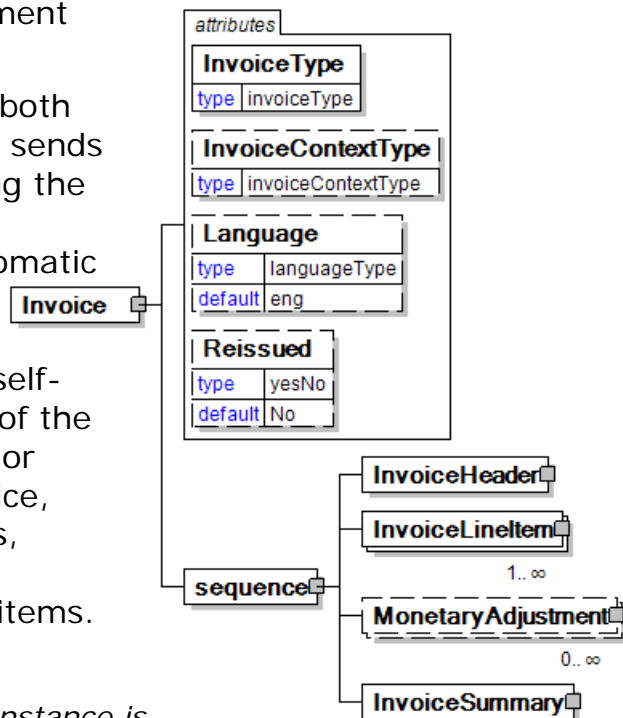 ment
both
sends
g the
omatic
self-
of the
or
ice,
s,
items.
nstance is
Invoice
attributes
InvoiceType
type invoiceType
InvoiceContextType
type invoiceContextType
Language
type languageType
default eng
Reissued
type yesNo
default No
sequence
InvoiceHeader
InvoiceLineItem
1.. ∞
MonetaryAdjustment
0.. ∞
InvoiceSummary